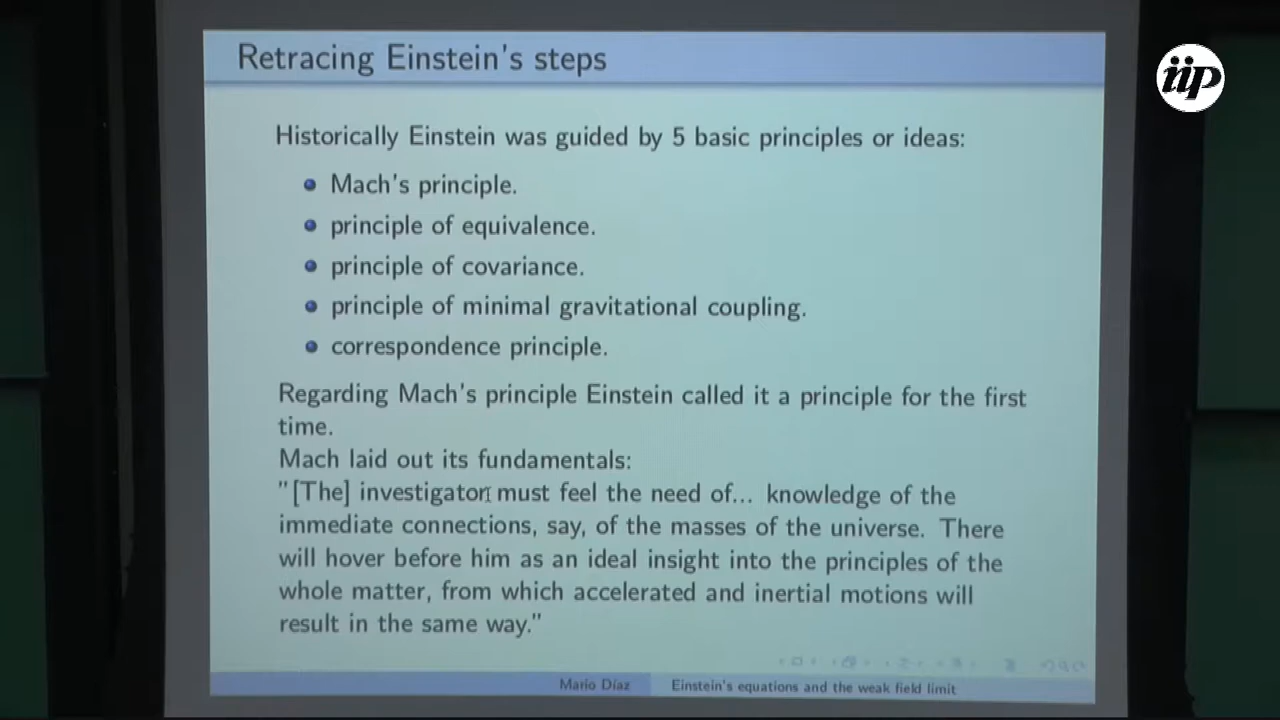 Retracing Einstein's steps
iip
Historically Einstein was guided by 5 basic principles or ideas:
Mach's principle.
principle of equivalence.
principle of covariance.
principle of minimal gravitational coupling.
correspondence principle.
Regarding Mach's principle Einstein called it a principle for the first
time.
Mach laid out its fundamentals:
"[The] investigator must feel the need of... knowledge of the
immediate connections, say, of the masses of the universe. There
will hover before him as an ideal insight into the principles of the
whole matter, from which accelerated and inertial motions will
result in the same way."
Mario Díaz
Einstein's equations and the weak field limit